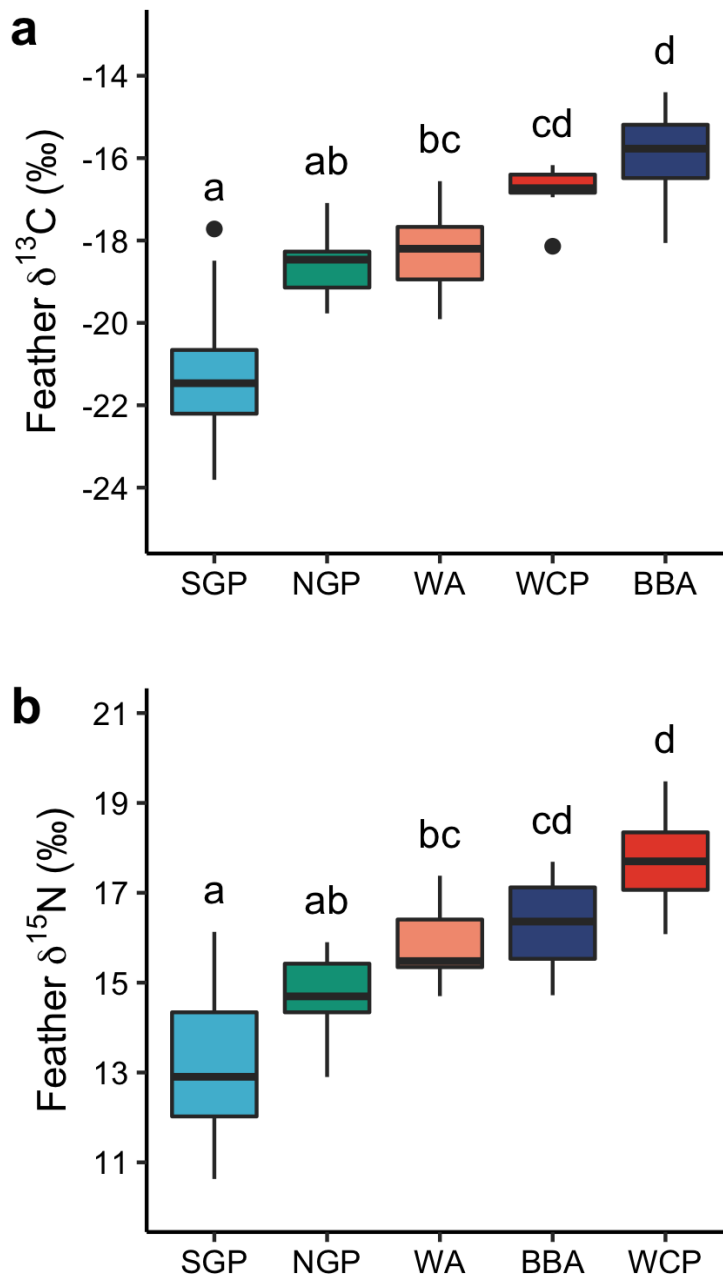 a
Feather δ¹³C (‰)
-14
-16
-18
-20
-22
-24
a
ab
bc
cd
d
SGP NGP WA WCP BBA
b
Feather δ¹⁵N (‰)
21
19
17
15
13
11
a
ab
bc
cd
d
SGP NGP WA BBA WCP